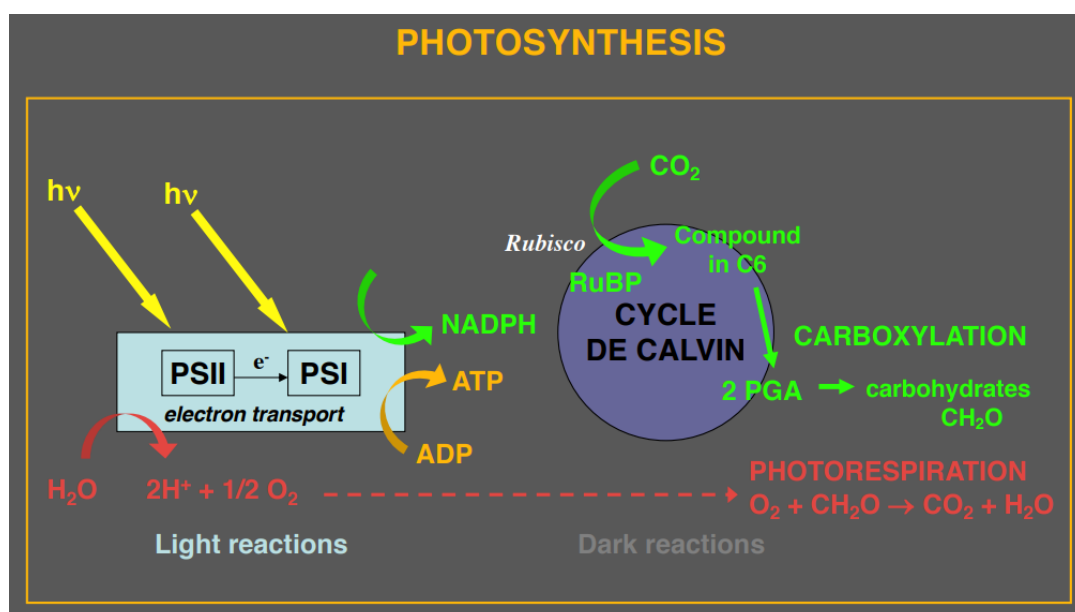 PHOTOSYNTHESIS
hν
hν
CO₂
Rubisco
Compound
in C6
RuBP
NADPH
CYCLE
DE CALVIN
CARBOXYLATION
PSII
e⁻
PSI
electron transport
ATP
2 PGA
carbohydrates
CH₂O
ADP
PHOTORESPIRATION
H₂O
2H⁺ + 1/2 O₂
O₂ + CH₂O → CO₂ + H₂O
Light reactions
Dark reactions